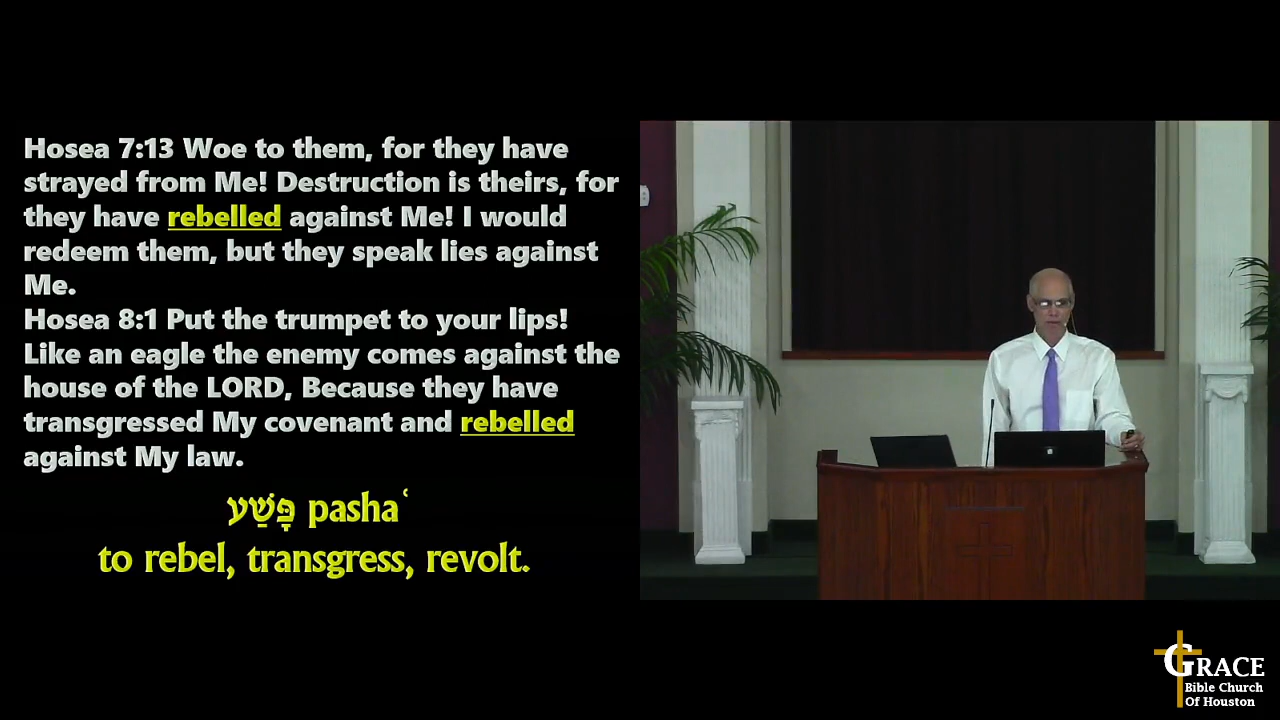 Hosea 7:13 Woe to them, for they have
strayed from Me! Destruction is theirs, for
they have rebelled against Me! I would
redeem them, but they speak lies against
Me.
Hosea 8:1 Put the trumpet to your lips!
Like an eagle the enemy comes against the
house of the LORD, Because they have
transgressed My covenant and rebelled
against My law.
פָּשַׁע pashaʿ
to rebel, transgress, revolt.
GRACE
Bible Church
Of Houston